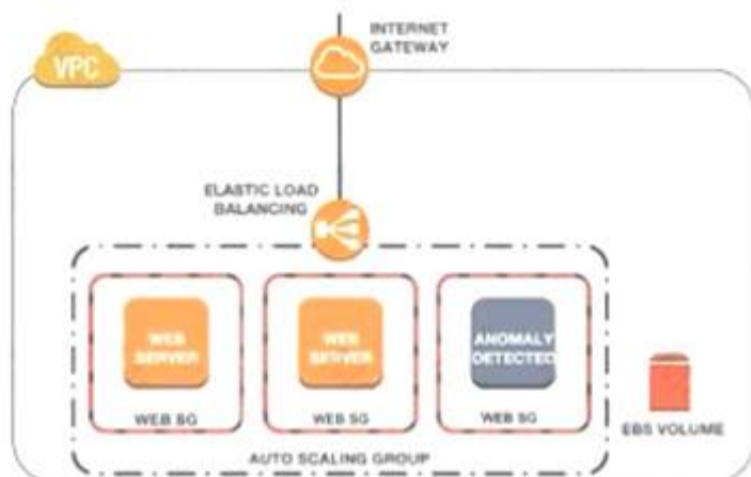 INTERNET
GATEWAY
VPC
ELASTIC LOAD
BALANCING
WEB
SERVER
WEB
SERVER
ANOMALY
DETECTED
WEB SG
WEB SG
WEB SG
EBS VOLUME
AUTO SCALING GROUP